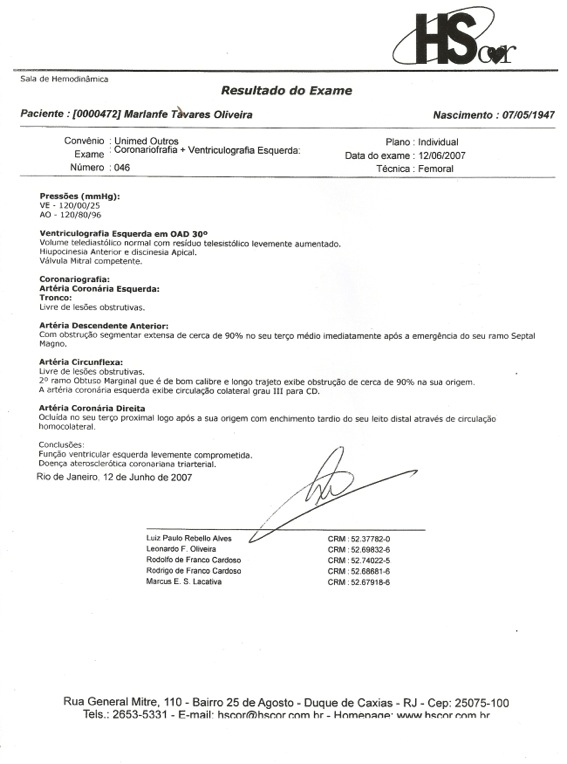 HScor
Sala de Hemodinâmica
Resultado do Exame
Paciente : [0000472] Marlanfe Tavares Oliveira
Nascimento : 07/05/1947
Convênio : Unimed Outros
Plano : Individual
Exame : Coronariofrafia + Ventriculografia Esquerda:
Data do exame : 12/06/2007
Número : 046
Técnica : Femoral
Pressões (mmHg):
VE - 120/00/25
AO - 120/80/96
Ventriculografia Esquerda em OAD 30º
Volume telediastólico normal com resíduo telesistólico levemente aumentado.
Hiupocinesia Anterior e discinesia Apical.
Válvula Mitral competente.
Coronariografia:
Artéria Coronária Esquerda:
Tronco:
Livre de lesões obstrutivas.
Artéria Descendente Anterior:
Com obstrução segmentar extensa de cerca de 90% no seu terço médio imediatamente após a emergência do seu ramo Septal
Magno.
Artéria Circunflexa:
Livre de lesões obstrutivas.
2º ramo Obtuso Marginal que é de bom calibre e longo trajeto exibe obstrução de cerca de 90% na sua origem.
A artéria coronária esquerda exibe circulação colateral grau III para CD.
Artéria Coronária Direita
Ocluída no seu terço proximal logo após a sua origem com enchimento tardio do seu leito distal através de circulação
homocolateral.
Conclusões:
Função ventricular esquerda levemente comprometida.
Doença aterosclerótica coronariana triarterial.
Rio de Janeiro, 12 de Junho de 2007
Luiz Paulo Rebello Alves CRM : 52.37782-0
Leonardo F. Oliveira CRM : 52.69832-6
Rodolfo de Franco Cardoso CRM : 52.74022-5
Rodrigo de Franco Cardoso CRM : 52.68681-6
Marcus E. S. Lacativa CRM : 52.67918-6
Rua General Mitre, 110 - Bairro 25 de Agosto - Duque de Caxias - RJ - Cep: 25075-100
Tels.: 2653-5331 - E-mail: hscor@hscor.com.br - Homepage: www.hscor.com.br